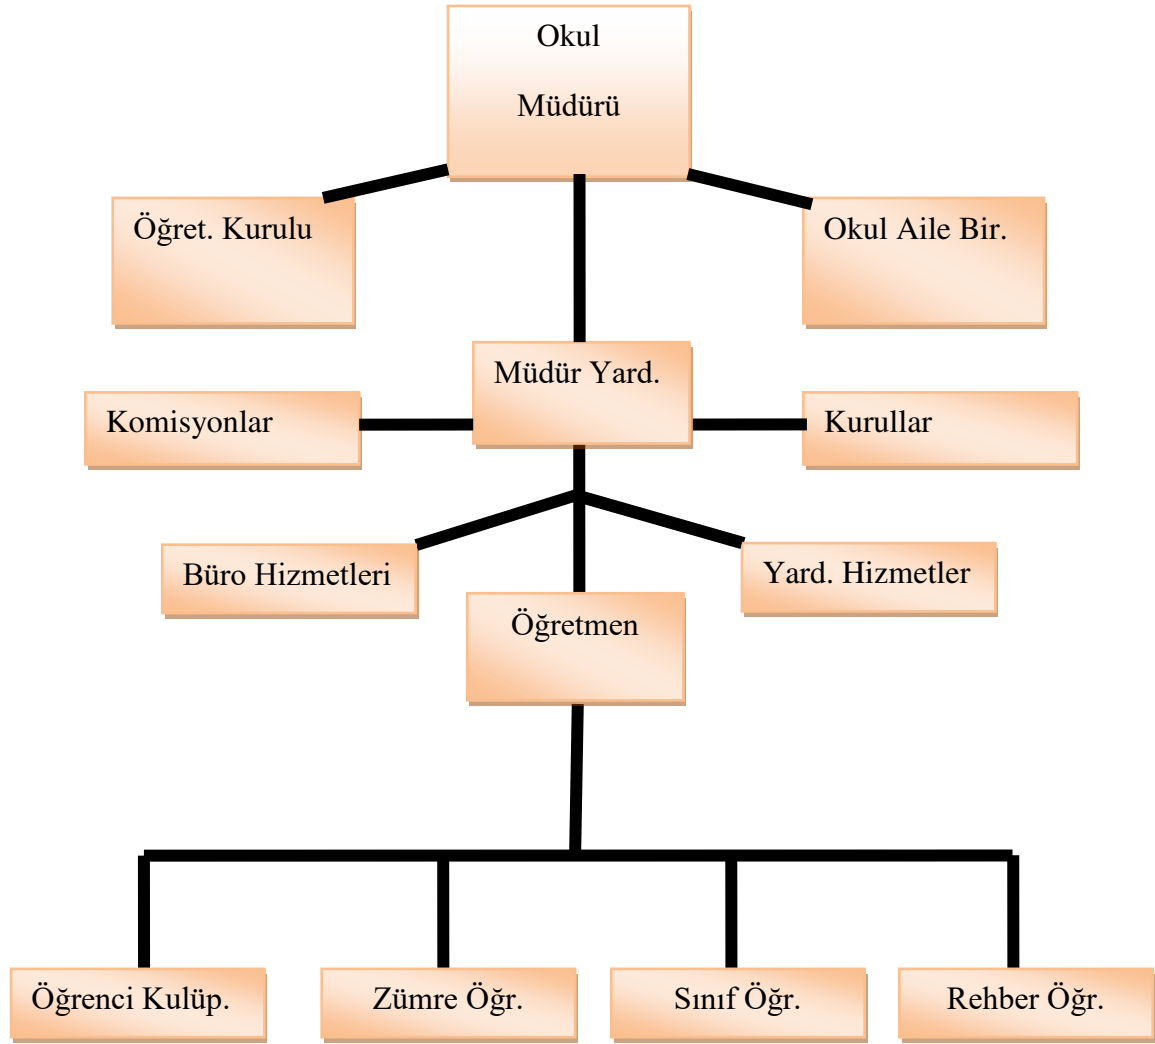 Okul
Müdürü
Öğret. Kurulu
Okul Aile Bir.
Müdür Yard.
Komisyonlar
Kurullar
Büro Hizmetleri
Yard. Hizmetler
Öğretmen
Öğrenci Kulüp.
Zümre Öğr.
Sınıf Öğr.
Rehber Öğr.